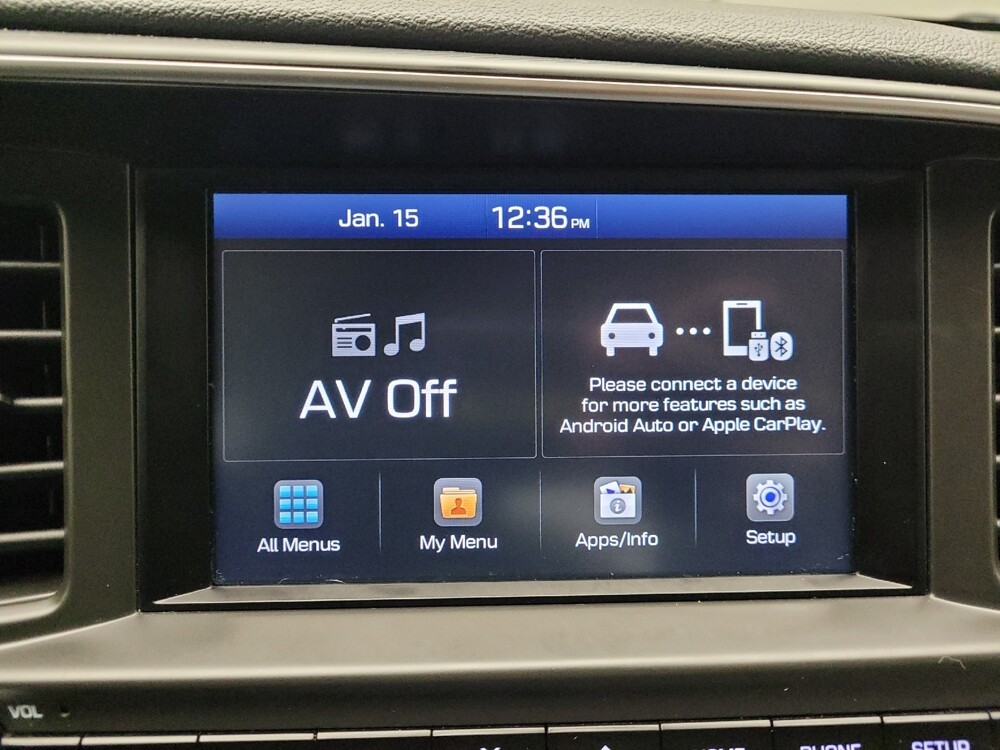 Jan. 15
12:36 PM
AV Off
Please connect a device
for more features such as
Android Auto or Apple CarPlay.
All Menus
My Menu
Apps/Info
Setup
VOL
PHONE
SETUP